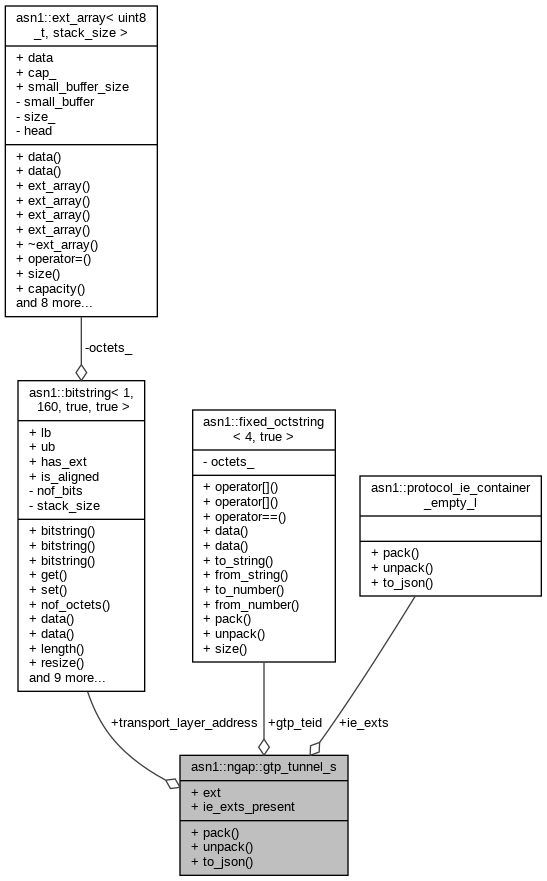 asn1::ext_array< uint8
_t, stack_size >
+ data
+ cap_
+ small_buffer_size
- small_buffer
- size_
- head
+ data()
+ data()
+ ext_array()
+ ext_array()
+ ext_array()
+ ext_array()
+ ~ext_array()
+ operator=()
+ size()
+ capacity()
and 8 more...
-octets_
asn1::bitstring< 1,
160, true, true >
+ lb
+ ub
+ has_ext
+ is_aligned
- nof_bits
- stack_size
+ bitstring()
+ bitstring()
+ bitstring()
+ get()
+ set()
+ nof_octets()
+ data()
+ data()
+ length()
+ resize()
and 9 more...
asn1::fixed_octstring
< 4, true >
- octets_
+ operator[]()
+ operator[]()
+ operator==()
+ data()
+ data()
+ to_string()
+ from_string()
+ to_number()
+ from_number()
+ pack()
+ unpack()
+ size()
asn1::protocol_ie_container
_empty_l
+ pack()
+ unpack()
+ to_json()
+transport_layer_address
+gtp_teid
+ie_exts
asn1::ngap::gtp_tunnel_s
+ ext
+ ie_exts_present
+ pack()
+ unpack()
+ to_json()